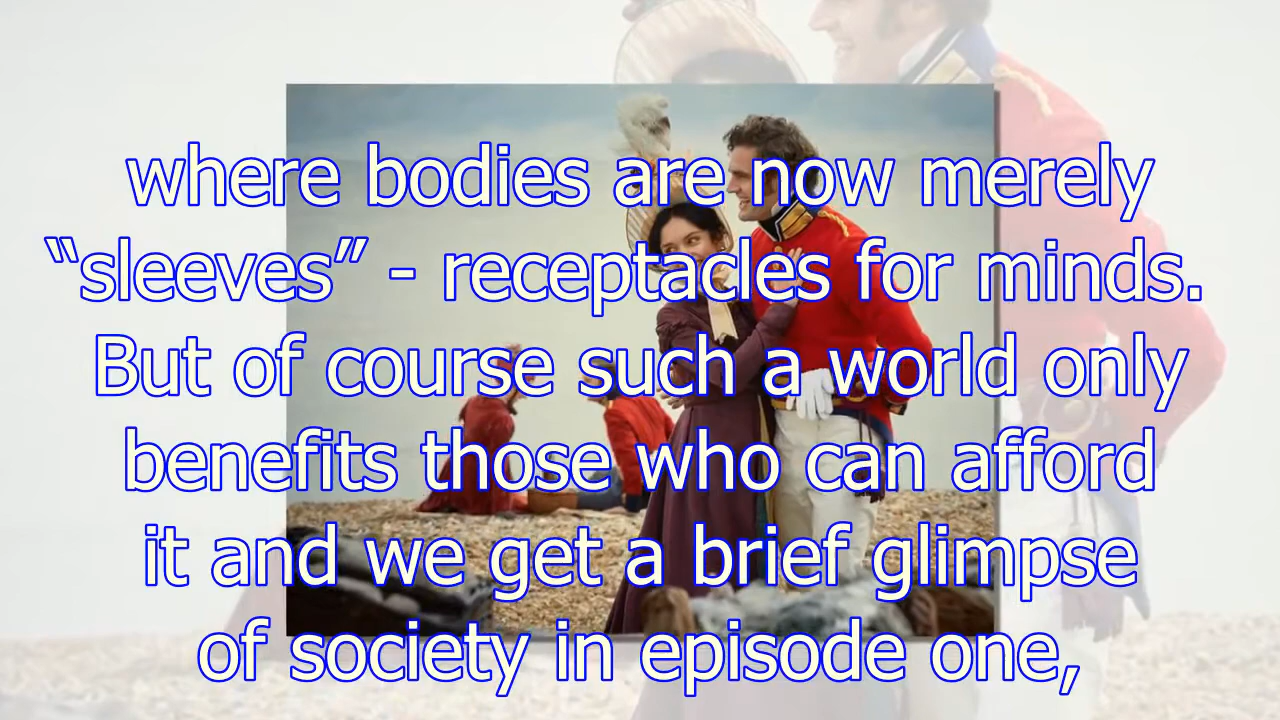 where bodies are now merely
“sleeves” - receptacles for minds.
But of course such a world only
benefits those who can afford
it and we get a brief glimpse
of society in episode one,